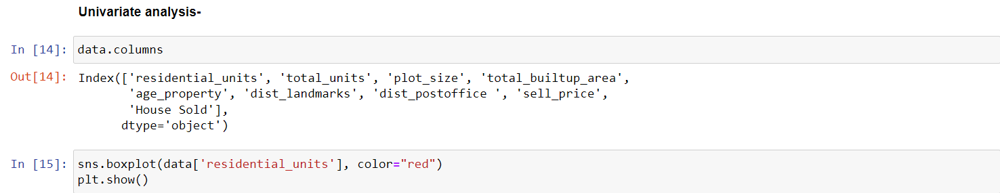 Univariate analysis-
In [14]: data.columns
Out[14]: Index(['residential_units', 'total_units', 'plot_size', 'total_builtup_area',
'age_property', 'dist_landmarks', 'dist_postoffice ', 'sell_price',
'House Sold'],
dtype='object')
In [15]: sns.boxplot(data['residential_units'], color="red")
plt.show()